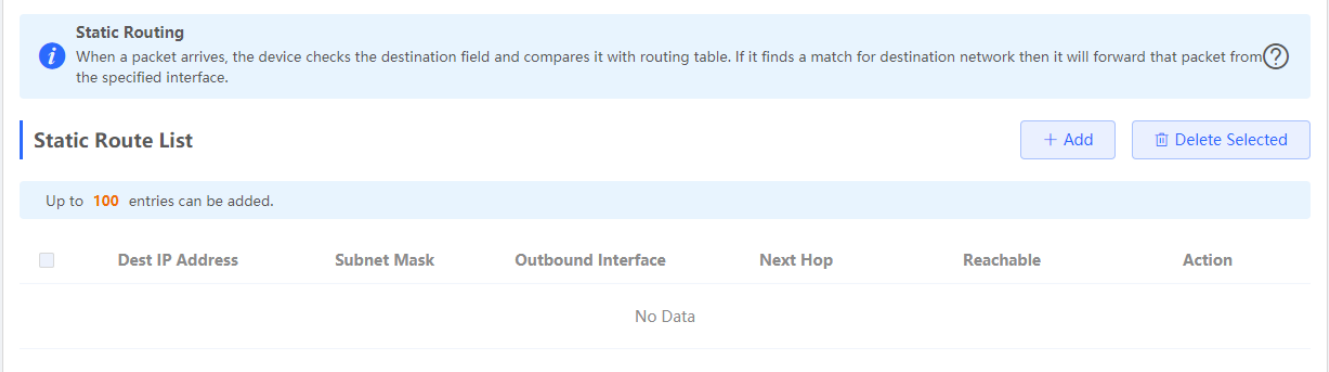 Static Routing
When a packet arrives, the device checks the destination field and compares it with routing table. If it finds a match for destination network then it will forward that packet from
the specified interface.
Static Route List
+ Add
Delete Selected
Up to 100 entries can be added.
Dest IP Address Subnet Mask Outbound Interface Next Hop Reachable Action
No Data